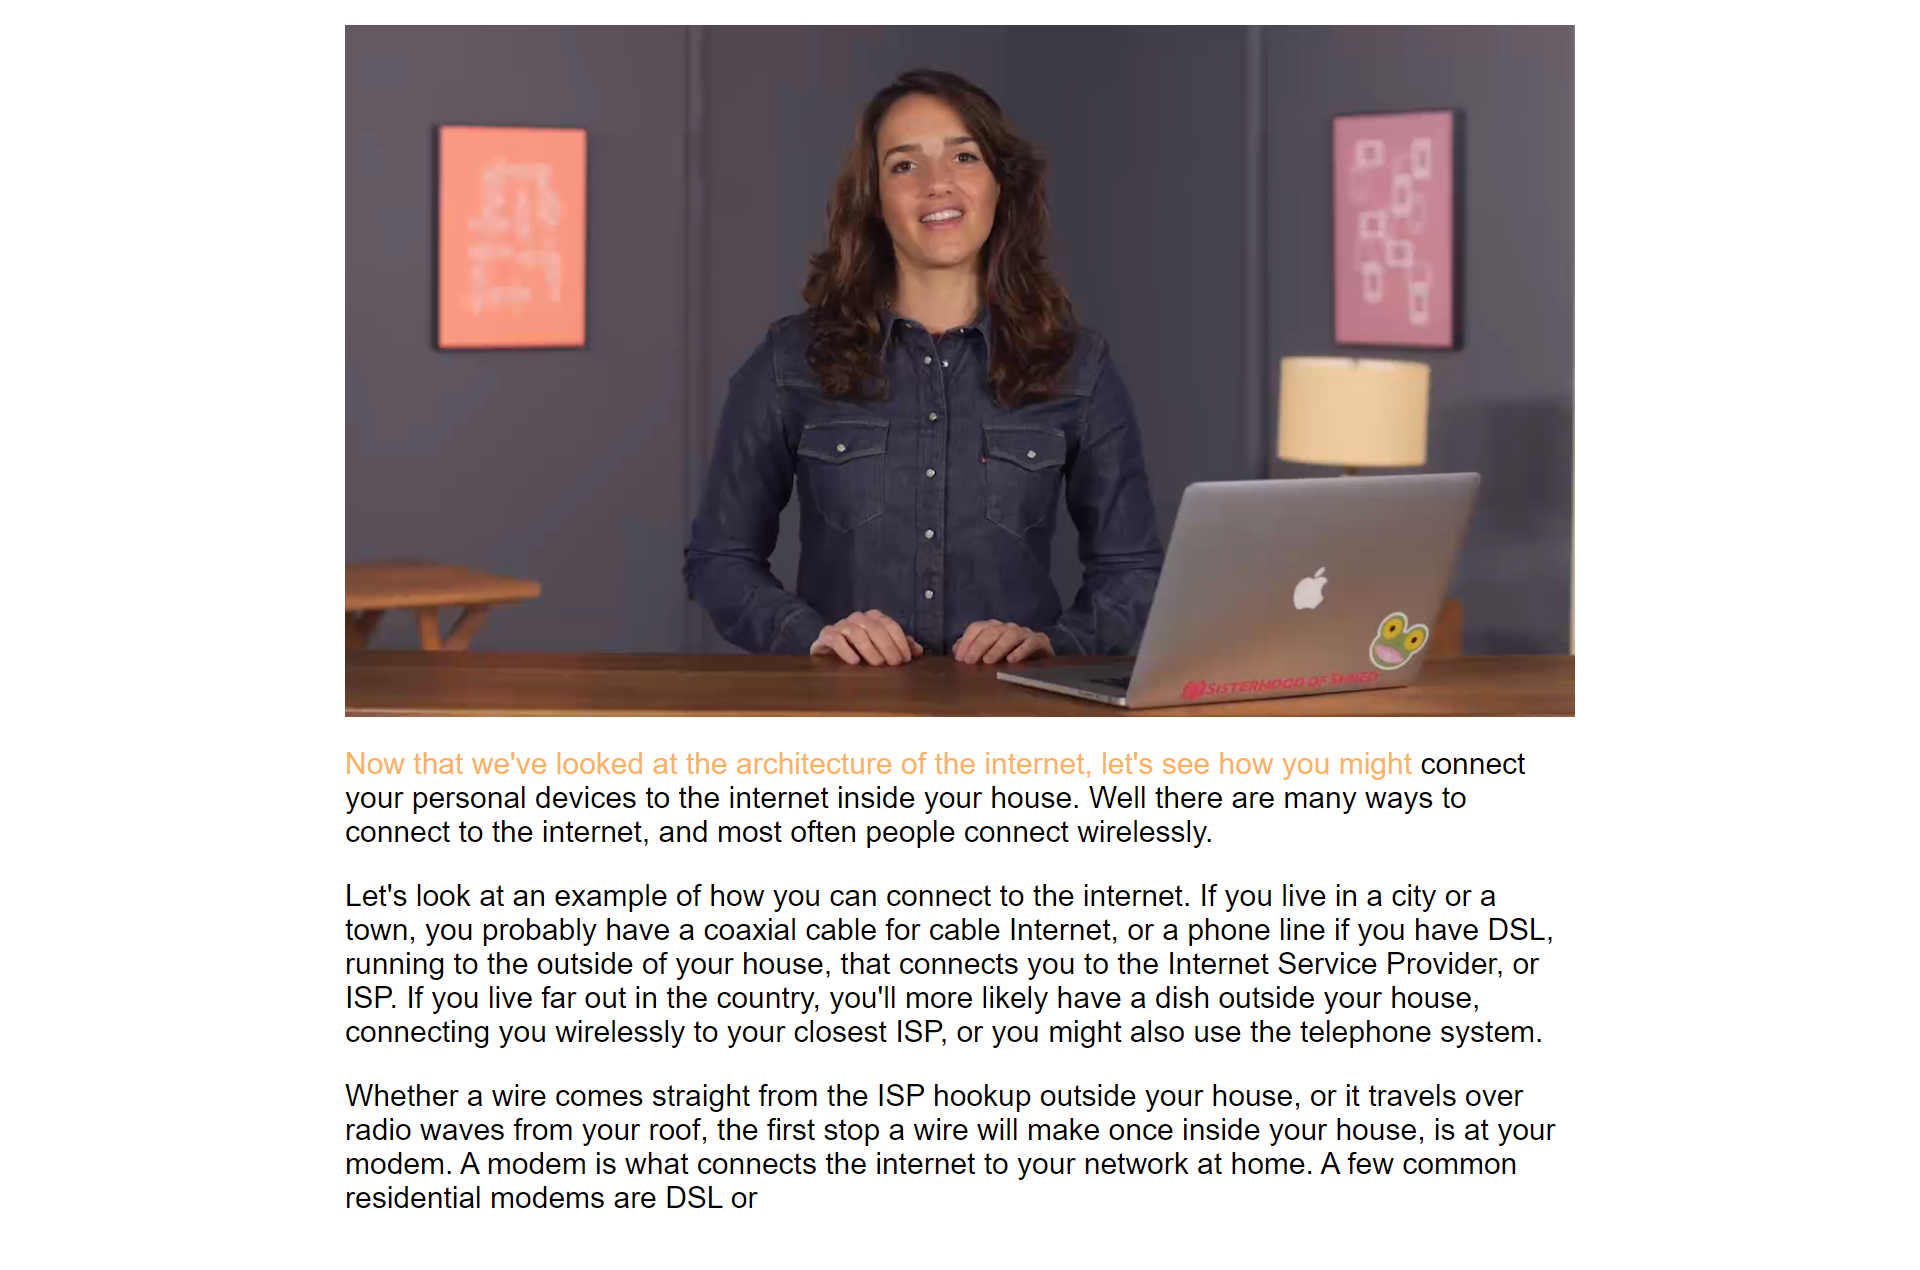 SISTERHOOD OF SHRED
Now that we've looked at the architecture of the internet, let's see how you might connect
your personal devices to the internet inside your house. Well there are many ways to
connect to the internet, and most often people connect wirelessly.
Let's look at an example of how you can connect to the internet. If you live in a city or a
town, you probably have a coaxial cable for cable Internet, or a phone line if you have DSL,
running to the outside of your house, that connects you to the Internet Service Provider, or
ISP. If you live far out in the country, you'll more likely have a dish outside your house,
connecting you wirelessly to your closest ISP, or you might also use the telephone system.
Whether a wire comes straight from the ISP hookup outside your house, or it travels over
radio waves from your roof, the first stop a wire will make once inside your house, is at your
modem. A modem is what connects the internet to your network at home. A few common
residential modems are DSL or